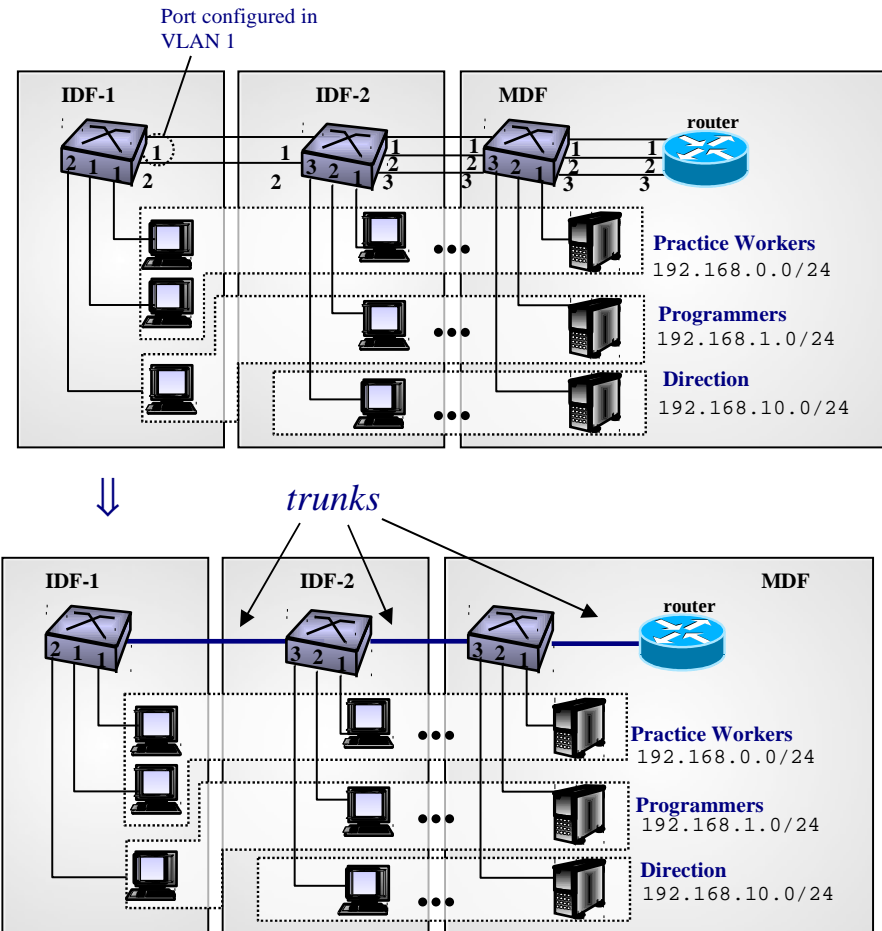 Port configured in
VLAN 1
IDF-1
IDF-2
MDF
router
1 1 1 1 1 1
2 1 1 3 2 1 2 2 3 2 1 2 2
2 2 3 3 3 3
Practice Workers
192.168.0.0/24
Programmers
192.168.1.0/24
Direction
192.168.10.0/24
⇓
trunks
IDF-1
IDF-2
MDF
router
2 1 1
3 2 1
3 2 1
Practice Workers
192.168.0.0/24
Programmers
192.168.1.0/24
Direction
192.168.10.0/24